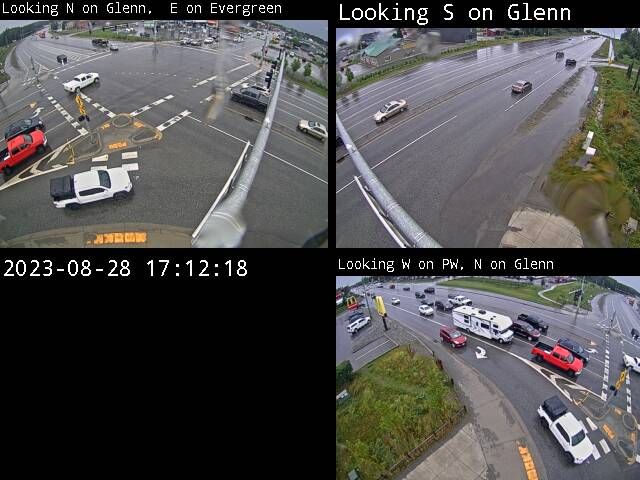 Looking N on Glenn, E on Evergreen
Looking S on Glenn
2023-08-28 17:12:18
Looking W on PW, N on Glenn